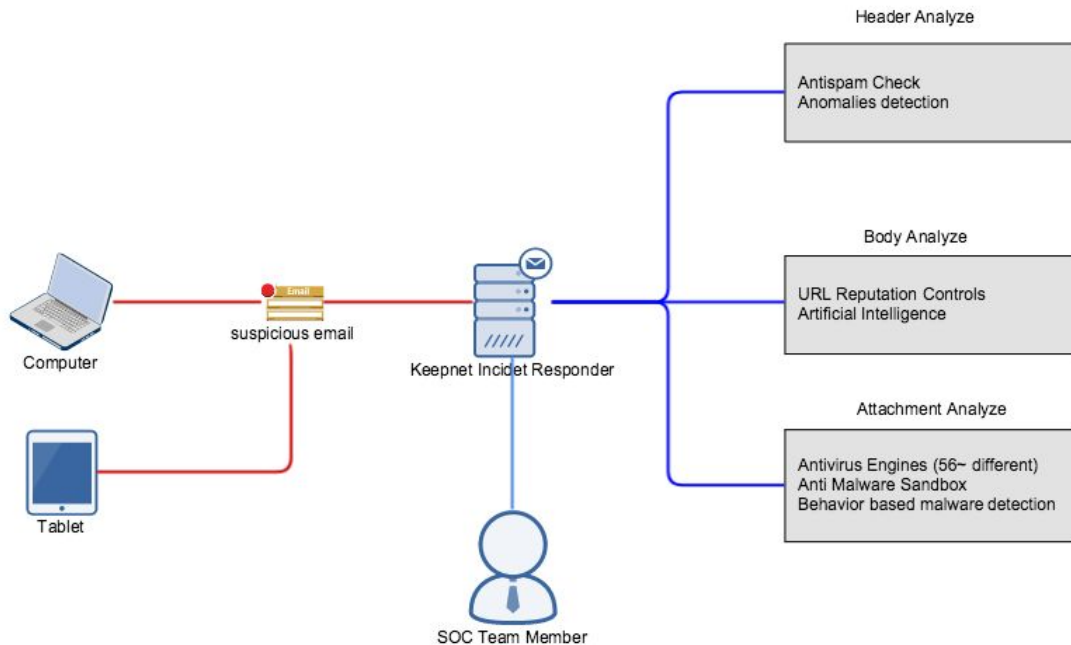 Header Analyze
Antispam Check
Anomalies detection
Body Analyze
URL Reputation Controls
Artificial Intelligence
Email
suspicious email
Computer
Keepnet Incidet Responder
Attachment Analyze
Antivirus Engines (56~ different)
Anti Malware Sandbox
Behavior based malware detection
Tablet
SOC Team Member